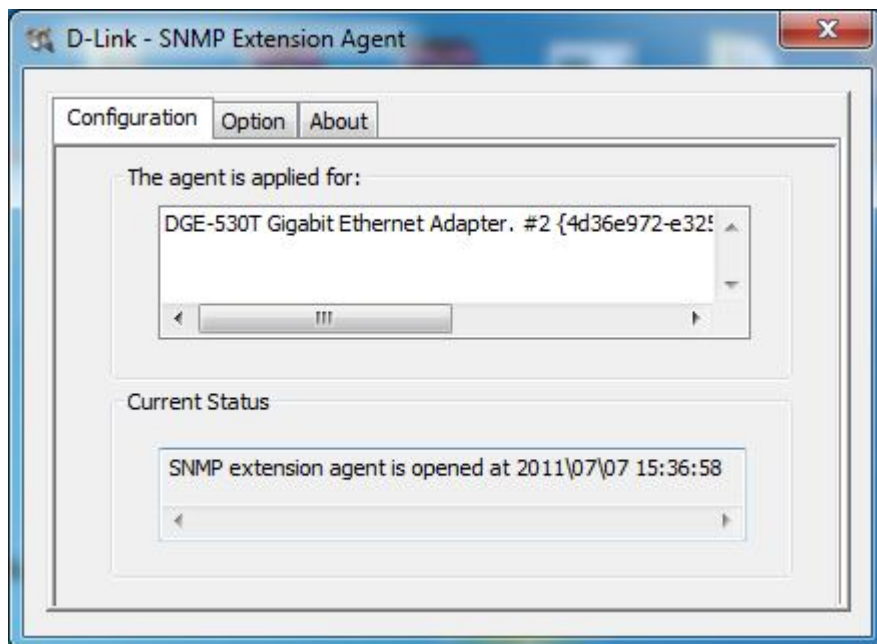 D-Link - SNMP Extension Agent
Configuration Option About
The agent is applied for:
DGE-530T Gigabit Ethernet Adapter. #2 {4d36e972-e325
Current Status
SNMP extension agent is opened at 2011\07\07 15:36:58